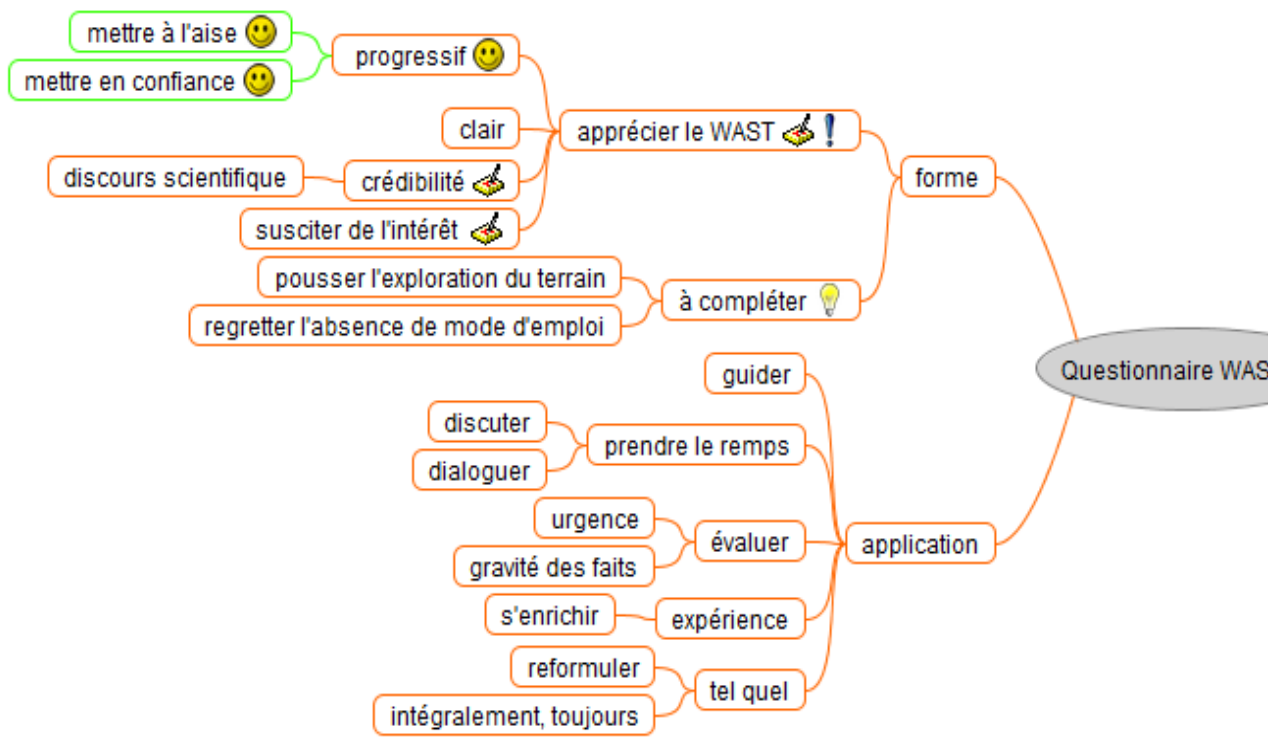 mettre à l'aise
progressif
mettre en confiance
clair
apprécier le WAST
discours scientifique
crédibilité
forme
susciter de l'intérêt
pousser l'exploration du terrain
à compléter
regretter l'absence de mode d'emploi
Questionnaire WAS
guider
discuter
prendre le remps
dialoguer
urgence
évaluer
application
gravité des faits
s'enrichir
expérience
reformuler
tel quel
intégralement, toujours